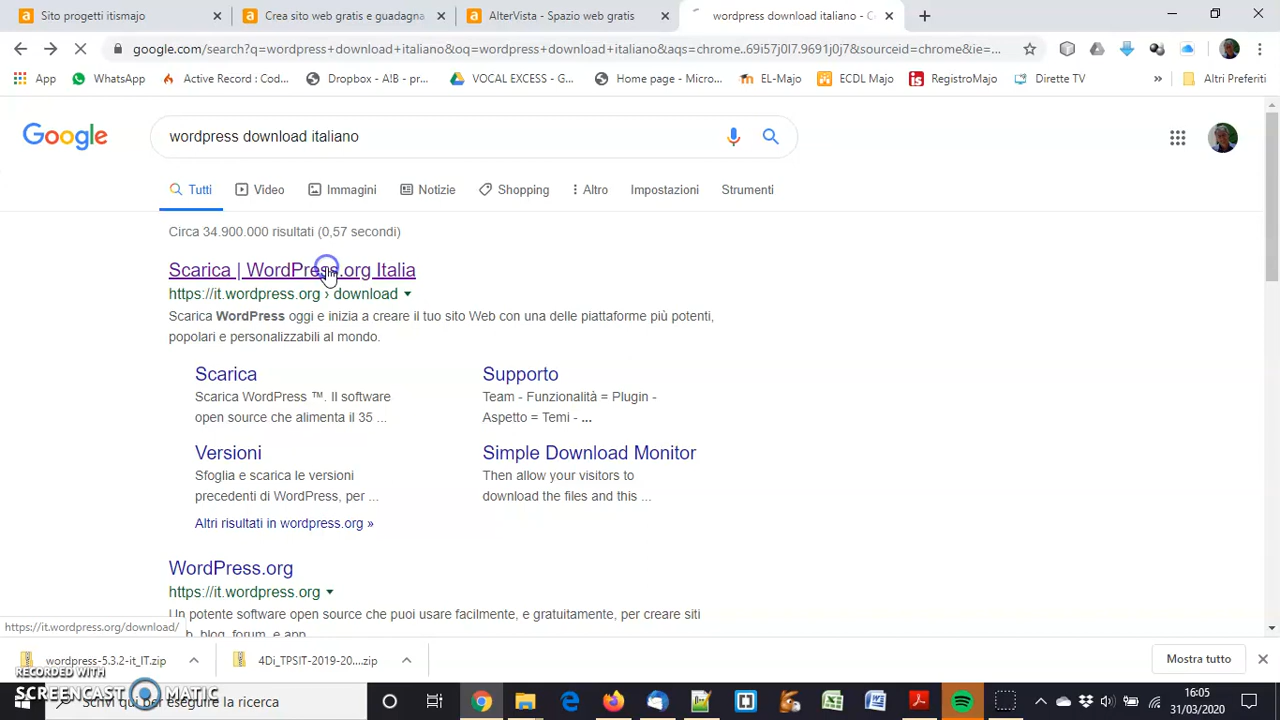 Sito progetti itismajo
Crea sito web gratis e guadagna
AlterVista - Spazio web gratis
wordpress download italiano - C
google.com/search?q=wordpress+download+italiano&oq=wordpress+download+italiano&aqs=chrome..69i57j0l7.9691j0j7&sourceid=chrome&ie=...
App
WhatsApp
Active Record : Cod...
Dropbox - AIB - pr...
VOCAL EXCESS - G...
Home page - Micro...
EL-Majo
ECDL Majo
RegistroMajo
Dirette TV
»
Altri Preferiti
Google
wordpress download italiano
Tutti
Video
Immagini
Notizie
Shopping
Altro
Impostazioni
Strumenti
Circa 34.900.000 risultati (0,57 secondi)
Scarica | WordPress.org Italia
https://it.wordpress.org › download
Scarica WordPress oggi e inizia a creare il tuo sito Web con una delle piattaforme più potenti,
popolari e personalizzabili al mondo.
Scarica
Scarica WordPress ™. Il software
open source che alimenta il 35 ...
Supporto
Team - Funzionalità = Plugin -
Aspetto = Temi - ...
Versioni
Sfoglia e scarica le versioni
precedenti di WordPress, per ...
Simple Download Monitor
Then allow your visitors to
download the files and this ...
Altri risultati in wordpress.org »
WordPress.org
https://it.wordpress.org
Un potente software open source che puoi usare facilmente, e gratuitamente, per creare siti
blog, forum, e app
https://it.wordpress.org/download/
wordpress-5.3.2-it_IT.zip
4Di_TPSIT-2019-20....zip
Mostra tutto
RECORDED WITH
SCREENCAST MATIC
Scrivi qui per eseguire la ricerca
16:05
31/03/2020